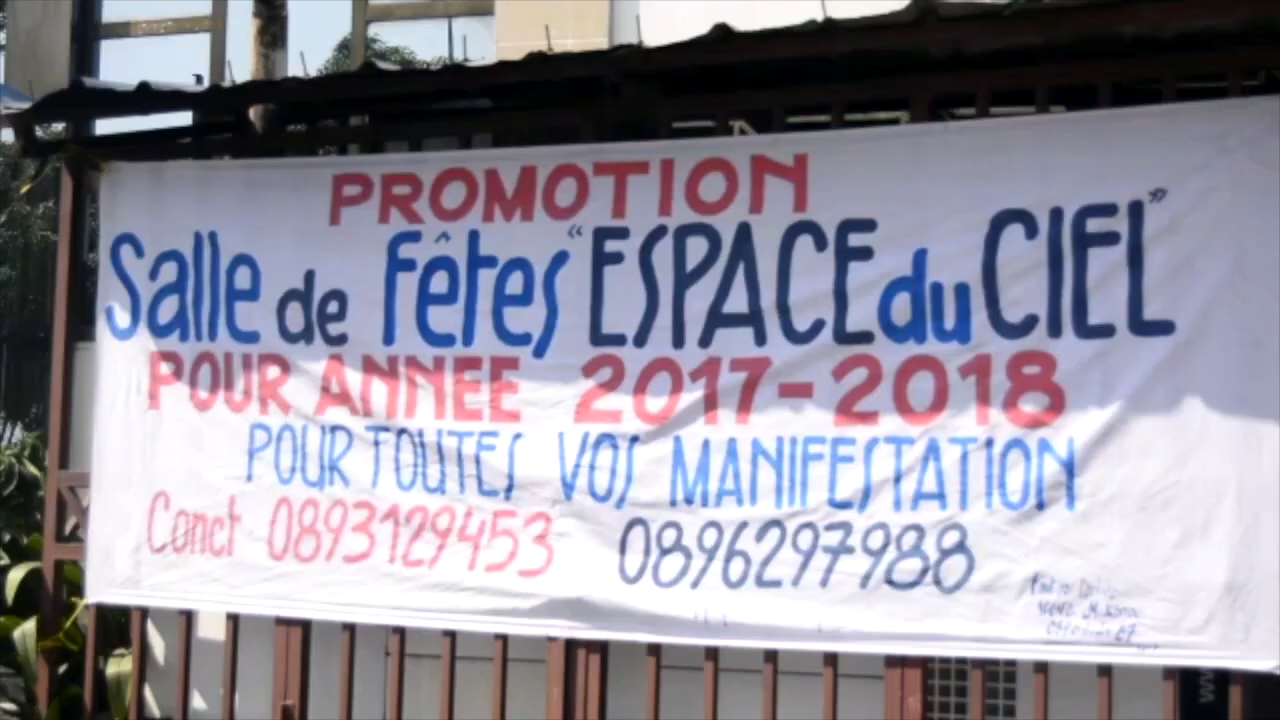 PROMOTION
Salle de fêtes "ESPACE du CIEL"
POUR ANNEE 2017-2018
POUR TOUTES VOS MANIFESTATION
Conct 0893129453 0896297988